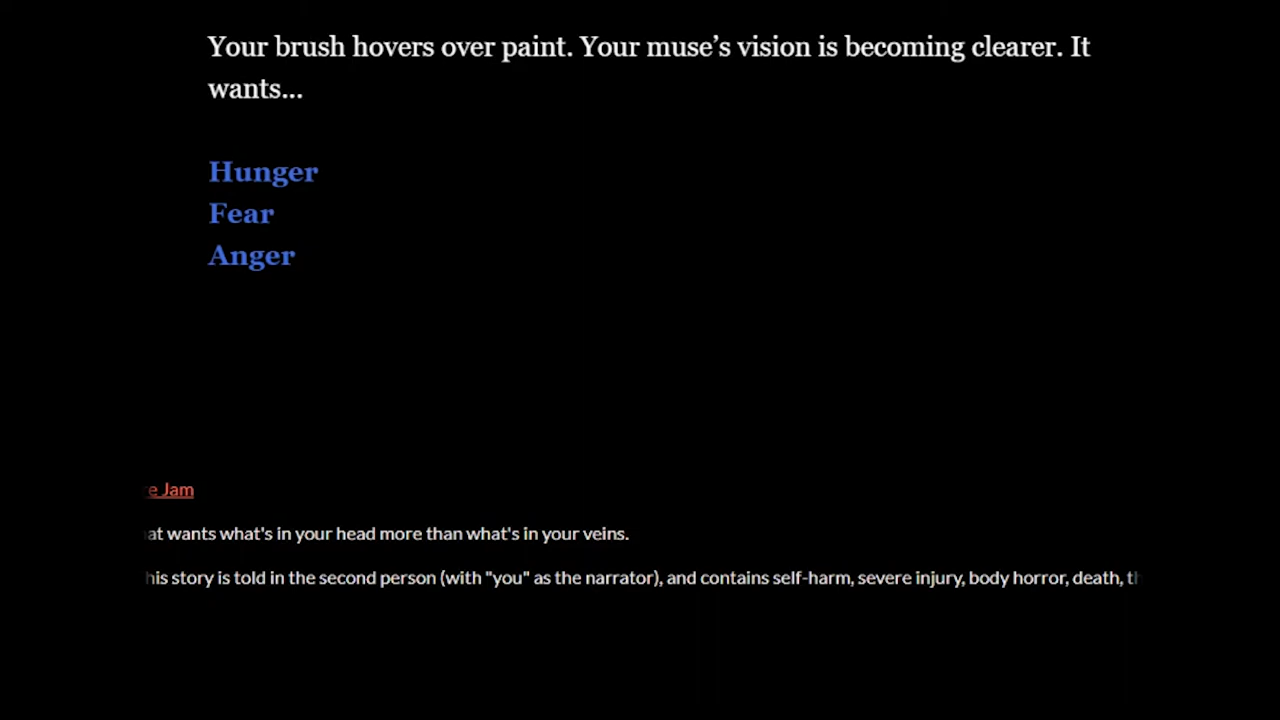 Your brush hovers over paint. Your muse’s vision is becoming clearer. It
wants...
Hunger
Fear
Anger
Jam
wants what's in your head more than what's in your veins.
story is told in the second person (with "you" as the narrator), and contains self-harm, severe injury, body horror, death,